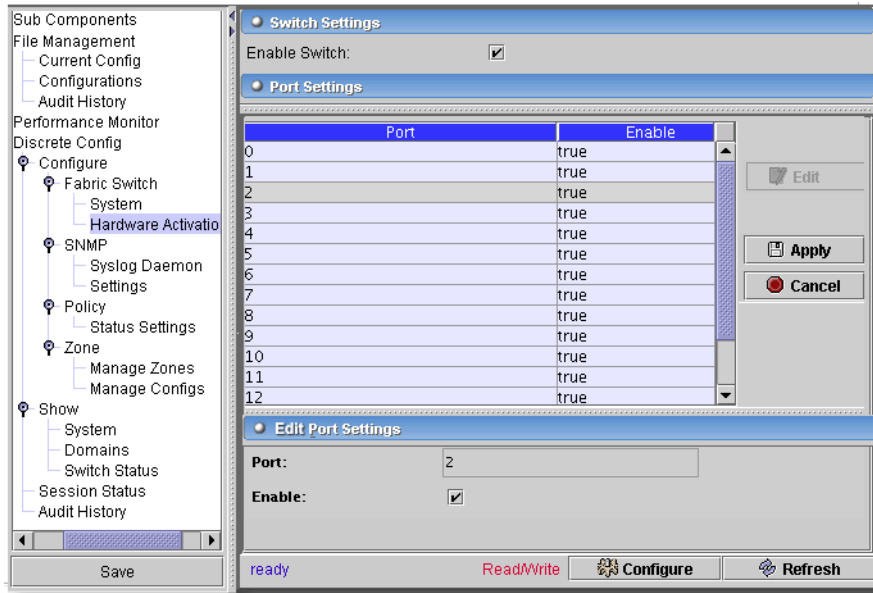 Sub Components
File Management
Current Config
Configurations
Audit History
Performance Monitor
Discrete Config
Configure
Fabric Switch
System
Hardware Activatio
SNMP
Syslog Daemon
Settings
Policy
Status Settings
Zone
Manage Zones
Manage Configs
Show
System
Domains
Switch Status
Session Status
Audit History
Save
Switch Settings
Enable Switch:
Port Settings
Port Enable
0 true
1 true
2 true
3 true
4 true
5 true
6 true
7 true
8 true
9 true
10 true
11 true
12 true
Edit
Apply
Cancel
Edit Port Settings
Port: 2
Enable:
ready Read/Write Configure Refresh